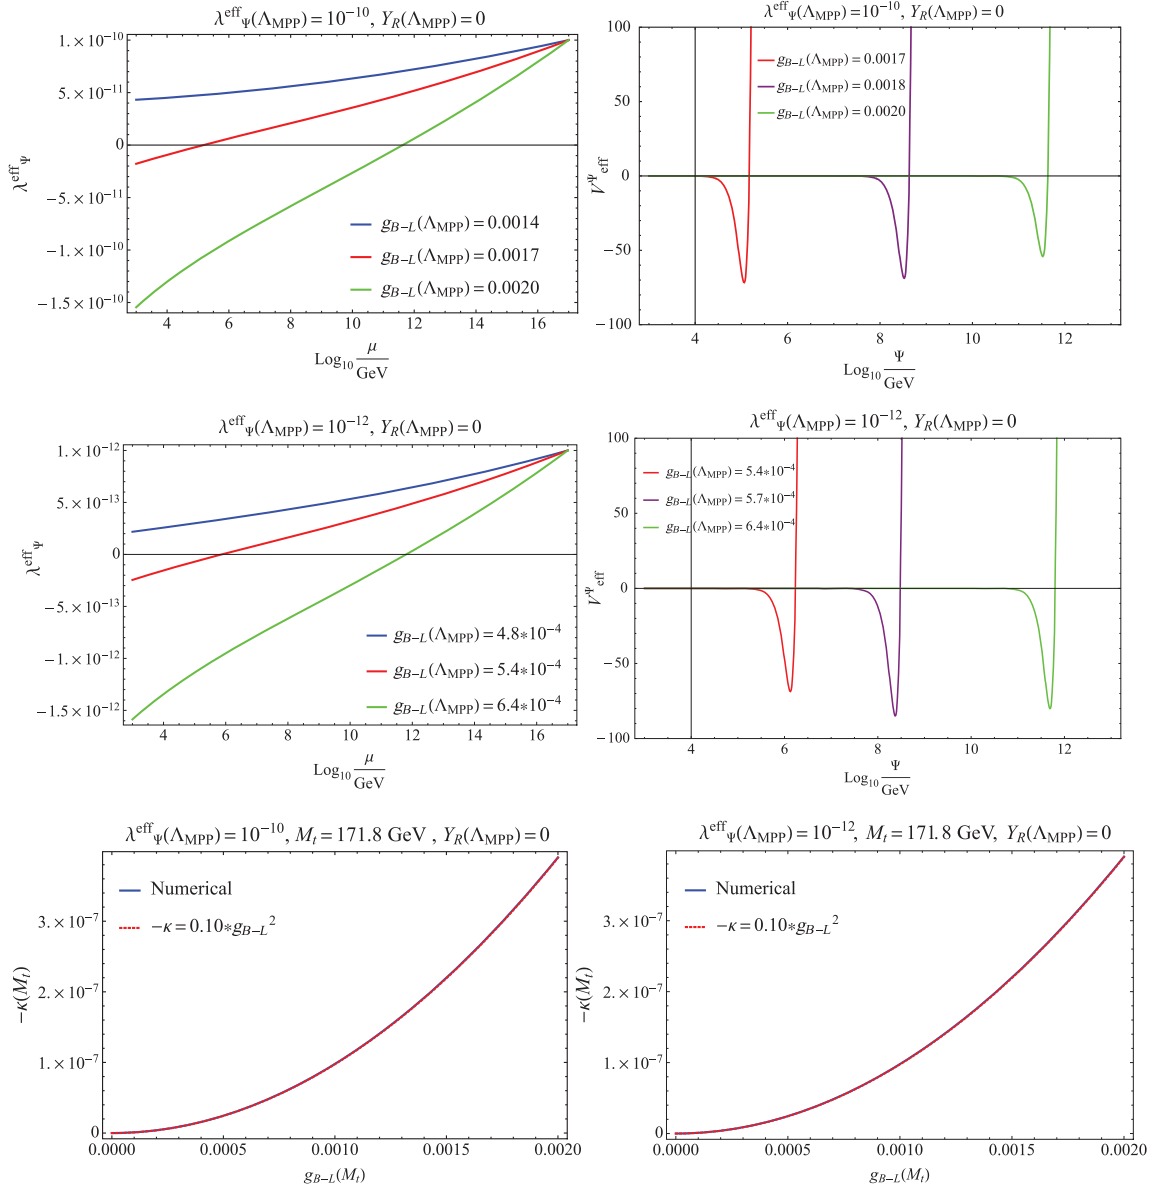 λ^eff_Ψ(Λ_MPP) = 10^−10, Y_R(Λ_MPP) = 0
1. × 10^−10
5. × 10^−11
0
−5. × 10^−11
−1. × 10^−10
−1.5 × 10^−10
λ^eff_Ψ
g_B−L(Λ_MPP) = 0.0014
g_B−L(Λ_MPP) = 0.0017
g_B−L(Λ_MPP) = 0.0020
4 6 8 10 12 14 16
Log_10 μ/GeV
λ^eff_Ψ(Λ_MPP) = 10^−10, Y_R(Λ_MPP) = 0
100
50
0
−50
−100
V^Ψ_eff
g_B−L(Λ_MPP) = 0.0017
g_B−L(Λ_MPP) = 0.0018
g_B−L(Λ_MPP) = 0.0020
4 6 8 10 12
Log_10 Ψ/GeV
λ^eff_Ψ(Λ_MPP) = 10^−12, Y_R(Λ_MPP) = 0
1. × 10^−12
5. × 10^−13
0
−5. × 10^−13
−1. × 10^−12
−1.5 × 10^−12
λ^eff_Ψ
g_B−L(Λ_MPP) = 4.8*10^−4
g_B−L(Λ_MPP) = 5.4*10^−4
g_B−L(Λ_MPP) = 6.4*10^−4
4 6 8 10 12 14 16
Log_10 μ/GeV
λ^eff_Ψ(Λ_MPP) = 10^−12, Y_R(Λ_MPP) = 0
100
50
0
−50
−100
V^Ψ_eff
g_B−L(Λ_MPP) = 5.4*10^−4
g_B−L(Λ_MPP) = 5.7*10^−4
g_B−L(Λ_MPP) = 6.4*10^−4
4 6 8 10 12
Log_10 Ψ/GeV
λ^eff_Ψ(Λ_MPP) = 10^−10, M_t = 171.8 GeV , Y_R(Λ_MPP) = 0
Numerical
−κ = 0.10*g_B−L^2
3. × 10^−7
2. × 10^−7
1. × 10^−7
0
−κ(M_t)
0.0000 0.0005 0.0010 0.0015 0.0020
g_B−L(M_t)
λ^eff_Ψ(Λ_MPP) = 10^−12, M_t = 171.8 GeV, Y_R(Λ_MPP) = 0
Numerical
−κ = 0.10*g_B−L^2
3. × 10^−7
2. × 10^−7
1. × 10^−7
0
−κ(M_t)
0.0000 0.0005 0.0010 0.0015 0.0020
g_B−L(M_t)